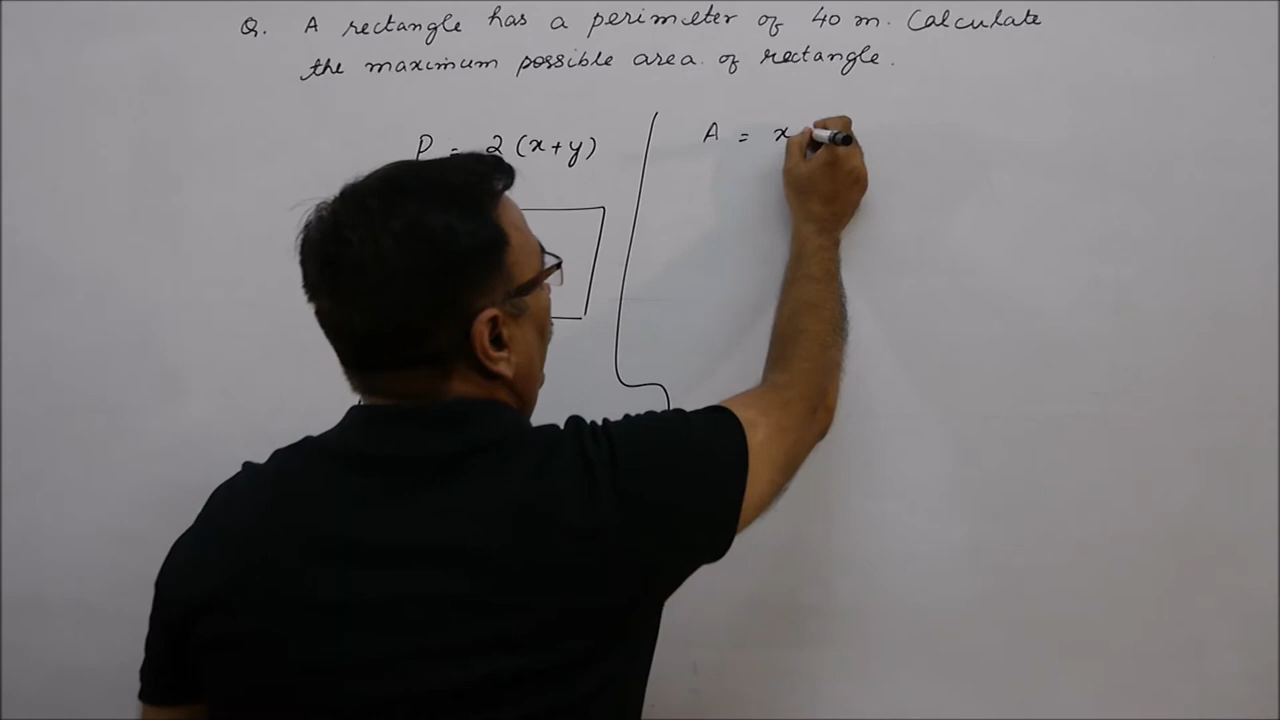 Q. A rectangle has a perimeter of 40 m. Calculate
the maximum possible area of rectangle.
P = 2 (x+y)
A = x